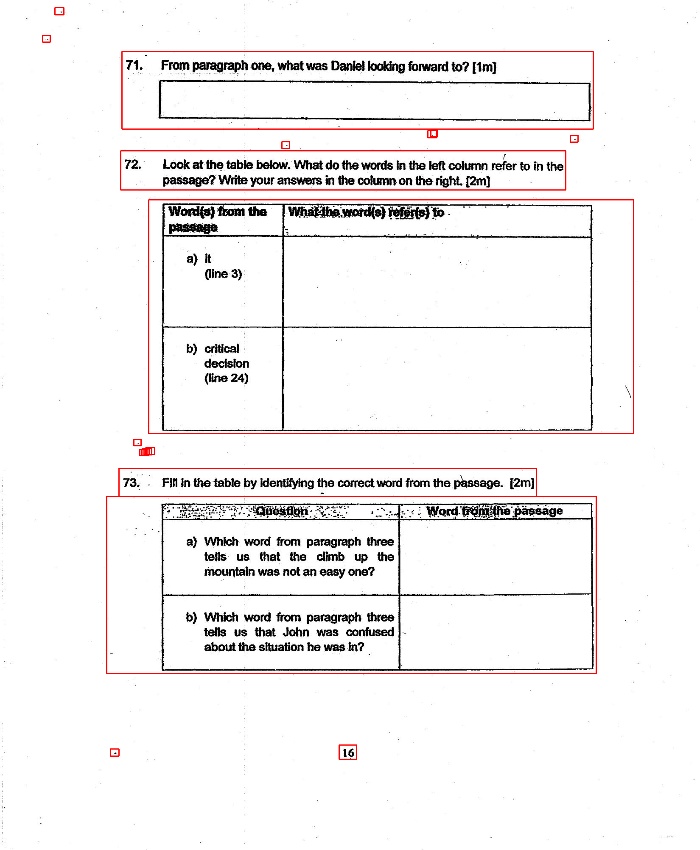 71. From paragraph one, what was Daniel looking forward to? [1m]
72. Look at the table below. What do the words in the left column refer to in the
passage? Write your answers in the column on the right. [2m]
Word(s) from the What the word(s) refer(s) to
passage
a) it
(line 3)
b) critical
decision
(line 24)
73. Fill in the table by identifying the correct word from the passage. [2m]
Question Word from the passage
a) Which word from paragraph three
tells us that the climb up the
mountain was not an easy one?
b) Which word from paragraph three
tells us that John was confused
about the situation he was in?
16